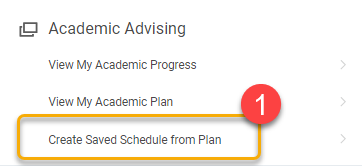 Academic Advising
View My Academic Progress
View My Academic Plan
1
Create Saved Schedule from Plan